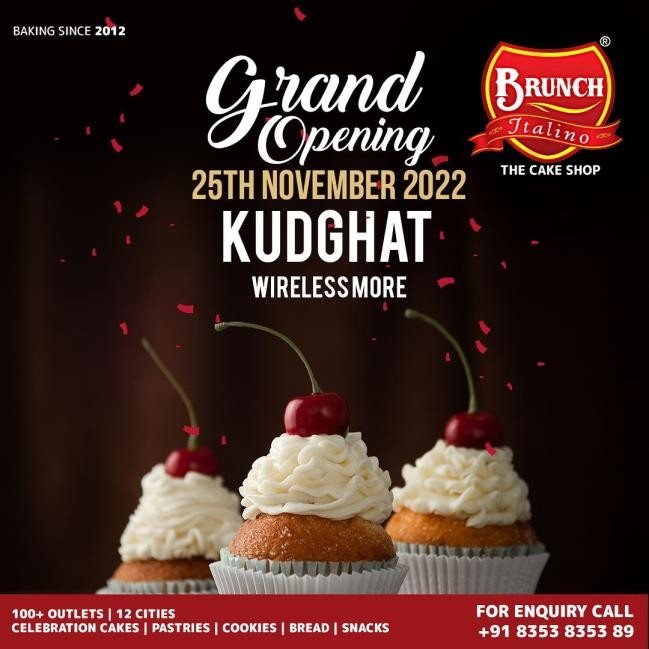 BAKING SINCE 2012
Grand
Opening
25TH NOVEMBER 2022
KUDGHAT
WIRELESS MORE
®
BRUNCH
Italino
THE CAKE SHOP
100+ OUTLETS | 12 CITIES
CELEBRATION CAKES | PASTRIES | COOKIES | BREAD | SNACKS
FOR ENQUIRY CALL
+91 8353 8353 89